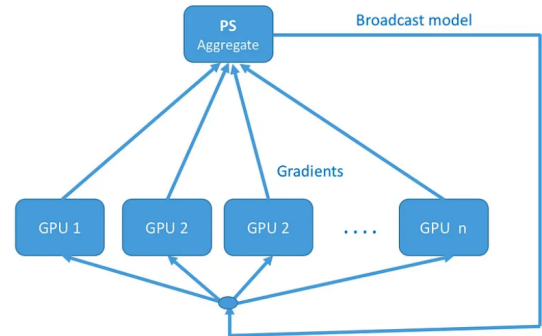 Broadcast model
PS
Aggregate
Gradients
GPU 1
GPU 2
GPU 2
....
GPU n